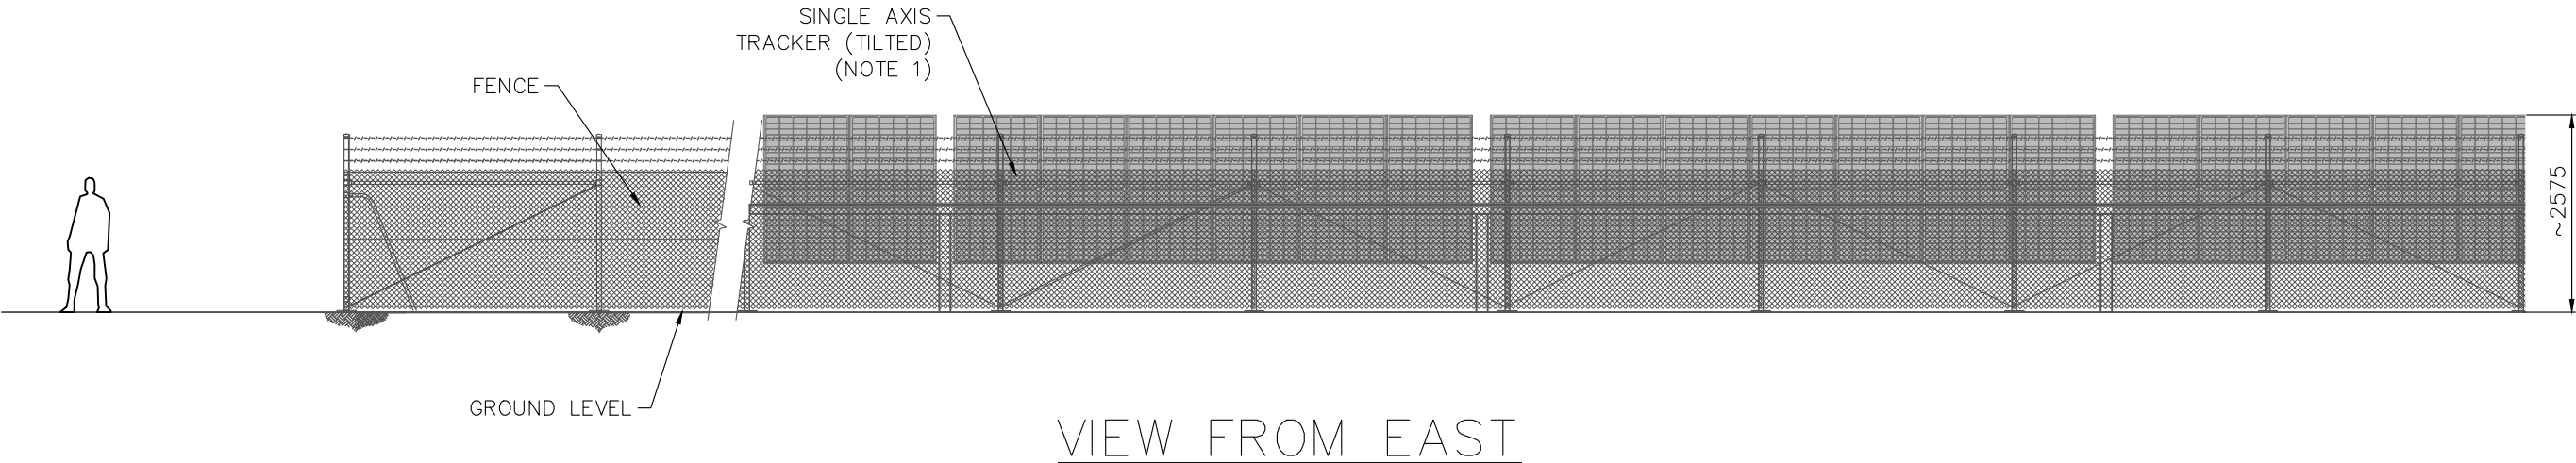 SINGLE AXIS
TRACKER (TILTED)
(NOTE 1)
FENCE
~2575
GROUND LEVEL
VIEW FROM EAST